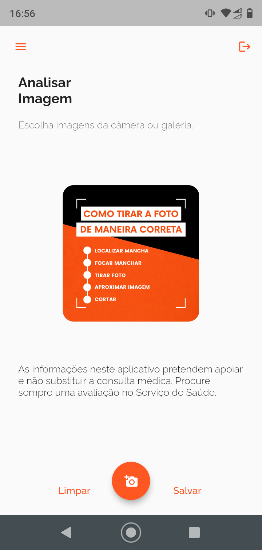 16:56
Analisar
Imagem
Escolha imagens da câmera ou galeria.
COMO TIRAR A FOTO
DE MANEIRA CORRETA
LOCALIZAR MANCHA
FOCAR MANCHAR
TIRAR FOTO
APROXIMAR IMAGEM
CORTAR
As informações neste aplicativo pretendem apoiar
e não substituir a consulta médica. Procure
sempre uma avaliação no Serviço de Saúde.
Limpar
Salvar